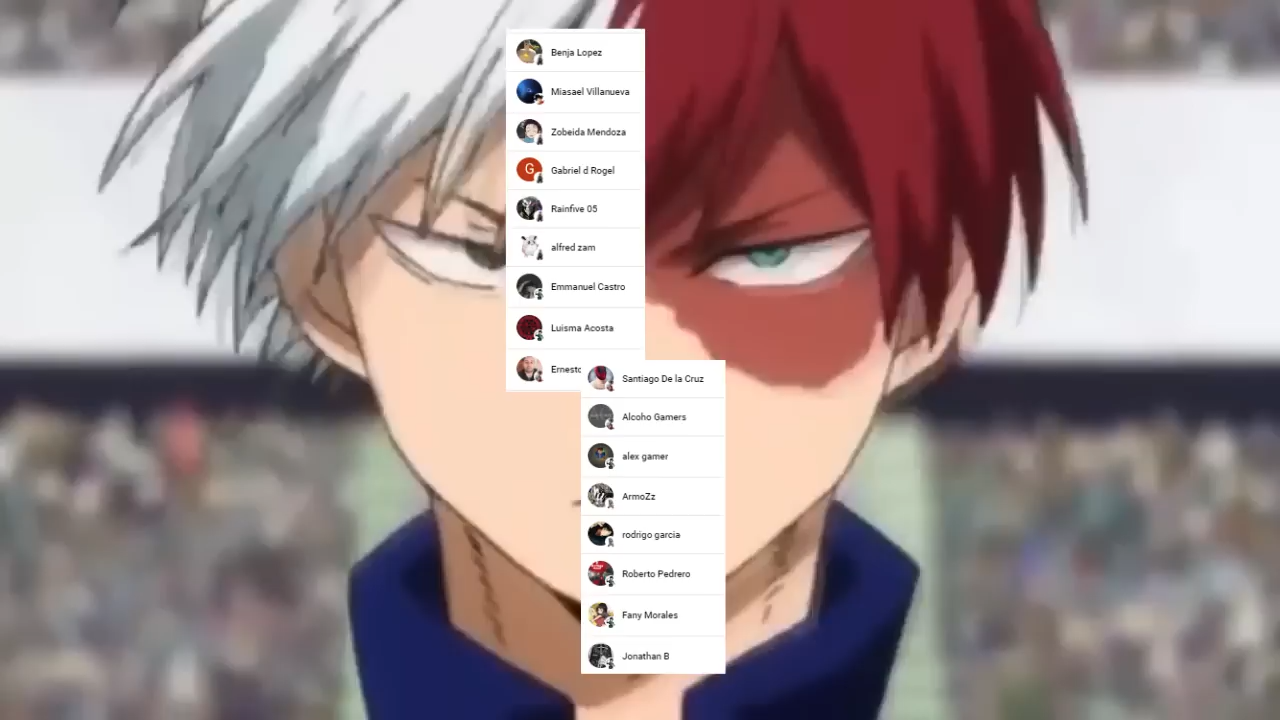 Benja Lopez
Miasael Villanueva
Zobeida Mendoza
G
Gabriel d Rogel
Rainfive 05
alfred zam
Emmanuel Castro
Luisma Acosta
Santiago De la Cruz
Alcoho Gamers
alex gamer
ArmoZz
rodrigo garcia
Roberto Pedrero
Fany Morales
Jonathan B